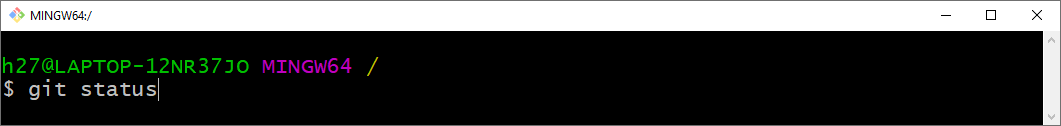 MINGW64:/
h27@LAPTOP-12NR37JO MINGW64 /
$ git status